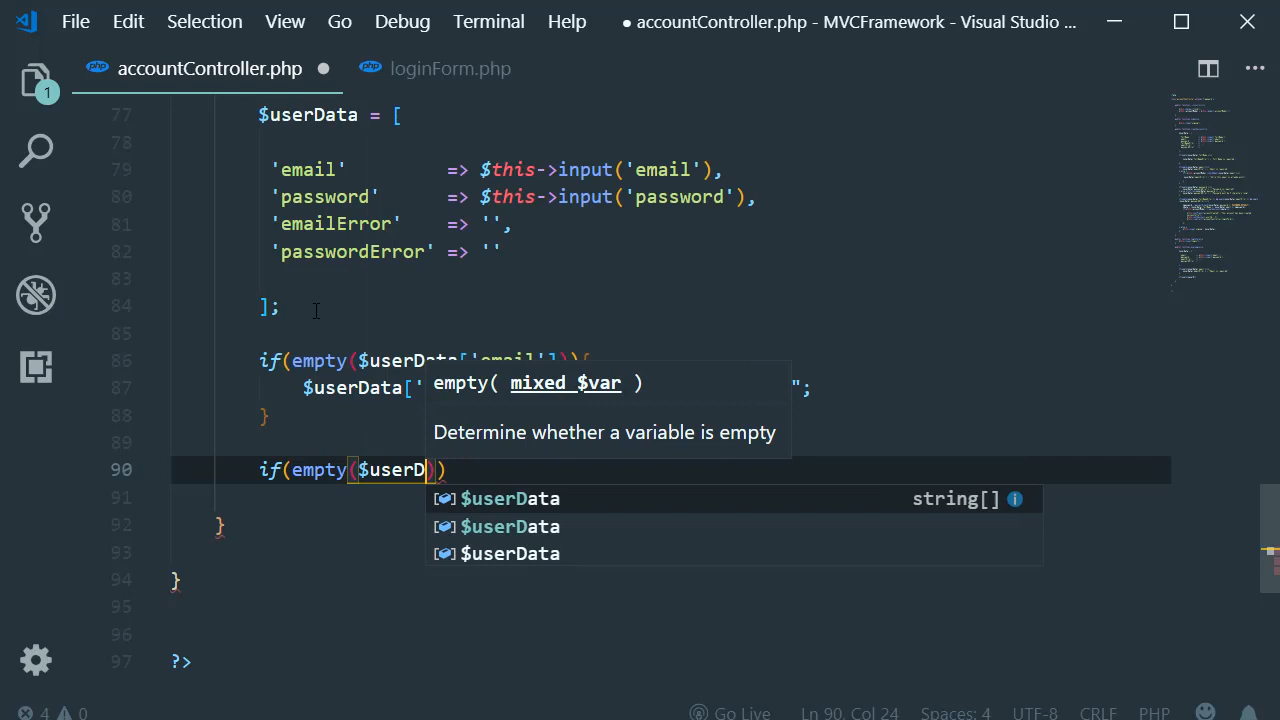 File Edit Selection View Go Debug Terminal Help ● accountController.php - MVCFramework - Visual Studio ...
php accountController.php ● php loginForm.php
1
77 $userData = [
78
79 'email' => $this->input('email'),
80 'password' => $this->input('password'),
81 'emailError' => '',
82 'passwordError' => ''
83
84 ];
85
86 if(empty($userData['email'])){
empty( mixed $var )
87 $userData[' ";
88 }
Determine whether a variable is empty
89
90 if(empty($userD))
91 $userData string[]
92 } $userData
93 $userData
94 }
95
96
97 ?>
4 0 Go Live Ln 90, Col 24 Spaces: 4 UTF-8 CRLF PHP